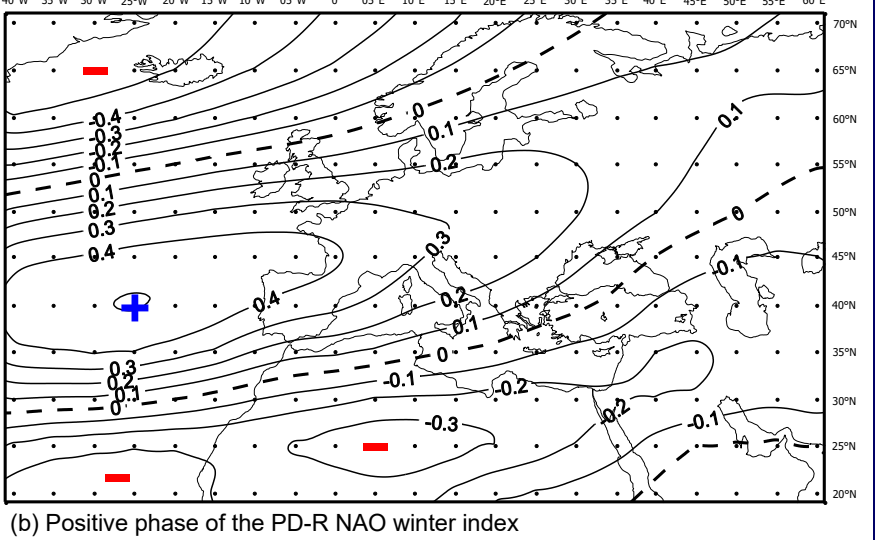 40°W 35°W 30°W 25°W 20°W 15°W 10°W 05°W 0° 05°E 10°E 15°E 20°E 25°E 30°E 35°E 40°E 45°E 50°E 55°E 60°E
70°N
65°N
-0.4 0 0.1 60°N
-0.3 0.1
-0.2
-0.1 0.2 55°N
0
0.1
0.2 0 50°N
0.3 0.3
0.4 -0.1 45°N
0.4 0.2 40°N
0.1
0.3 0 35°N
0.2 -0.1 -0.2
0.1
0 -0.2 30°N
-0.3 -0.1
25°N
20°N
(b) Positive phase of the PD-R NAO winter index